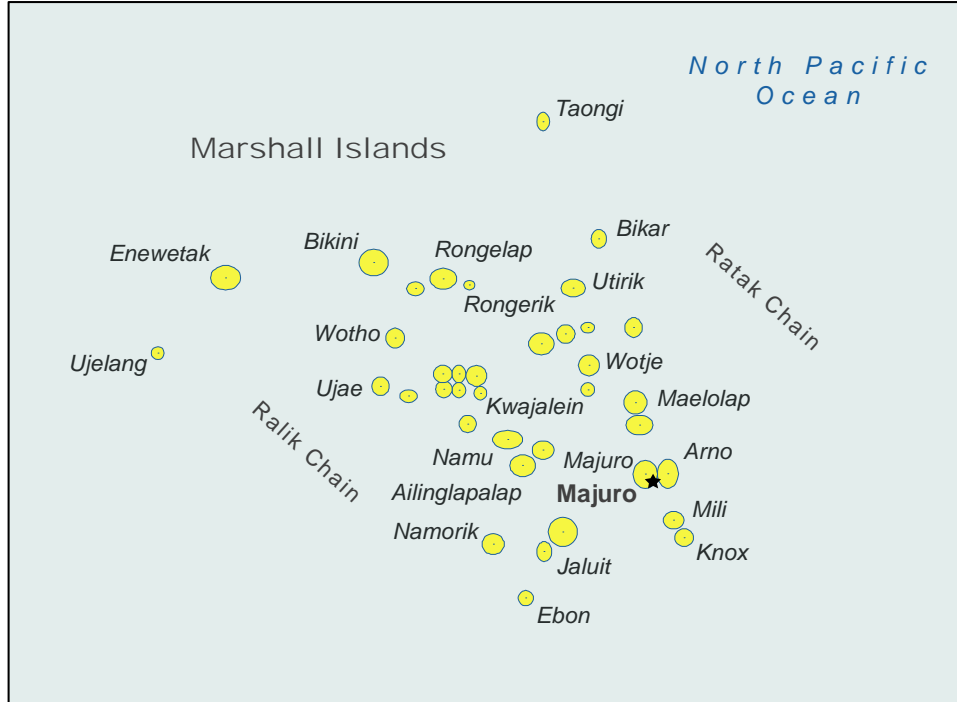 North Pacific
Ocean
Taongi
Marshall Islands
Bikar
Bikini
Rongelap
Enewetak
Ratak Chain
Utirik
Rongerik
Wotho
Ujelang
Wotje
Ujae
Kwajalein
Maelolap
Ralik Chain
Namu
Majuro
Arno
Ailinglapalap
Majuro
Mili
Namorik
Knox
Jaluit
Ebon